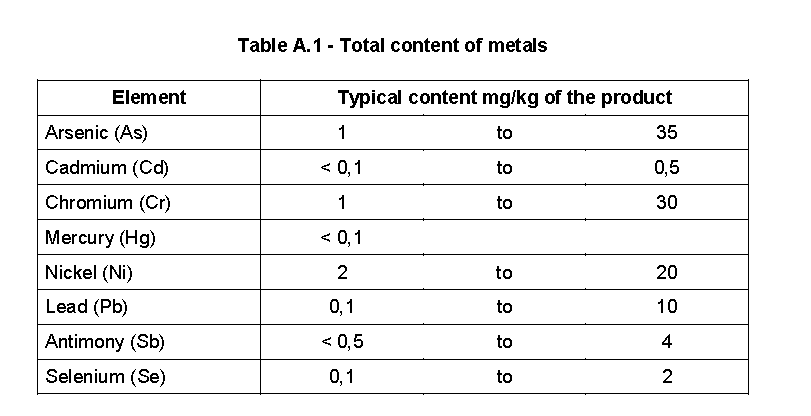 Table A.1 - Total content of metals
Element Typical content mg/kg of the product
Arsenic (As) 1 to 35
Cadmium (Cd) < 0,1 to 0,5
Chromium (Cr) 1 to 30
Mercury (Hg) < 0,1
Nickel (Ni) 2 to 20
Lead (Pb) 0,1 to 10
Antimony (Sb) < 0,5 to 4
Selenium (Se) 0,1 to 2